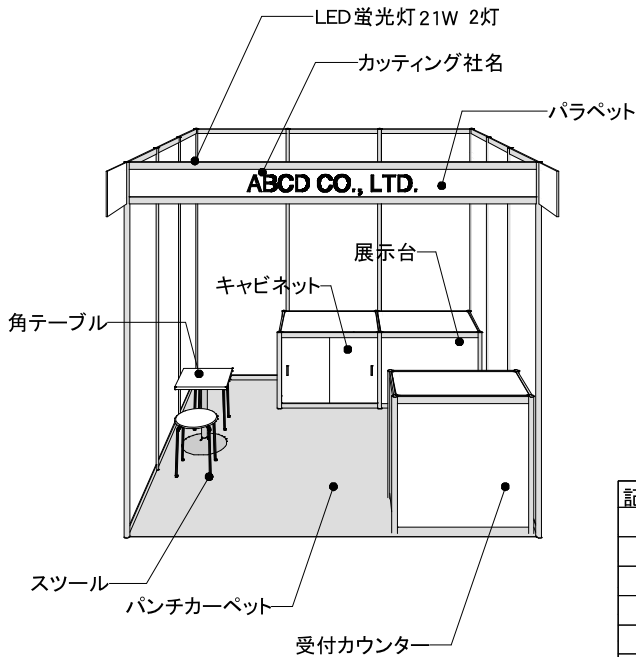 LED蛍光灯21W 2灯
カッティング社名
パラペット
ABCD CO., LTD.
展示台
キャビネット
角テーブル
スツール
パンチカーペット
受付カウンター